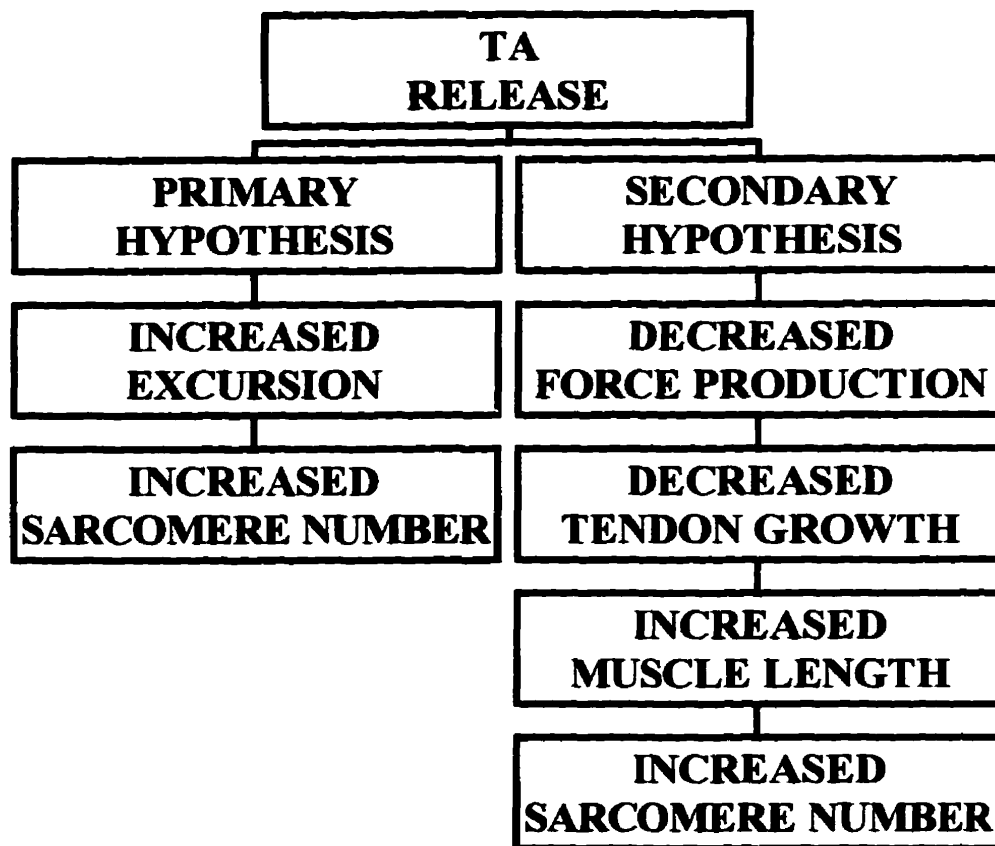 TA
RELEASE
PRIMARY
HYPOTHESIS
INCREASED
EXCURSION
INCREASED
SARCOMERE NUMBER
SECONDARY
HYPOTHESIS
DECREASED
FORCE PRODUCTION
DECREASED
TENDON GROWTH
INCREASED
MUSCLE LENGTH
INCREASED
SARCOMERE NUMBER